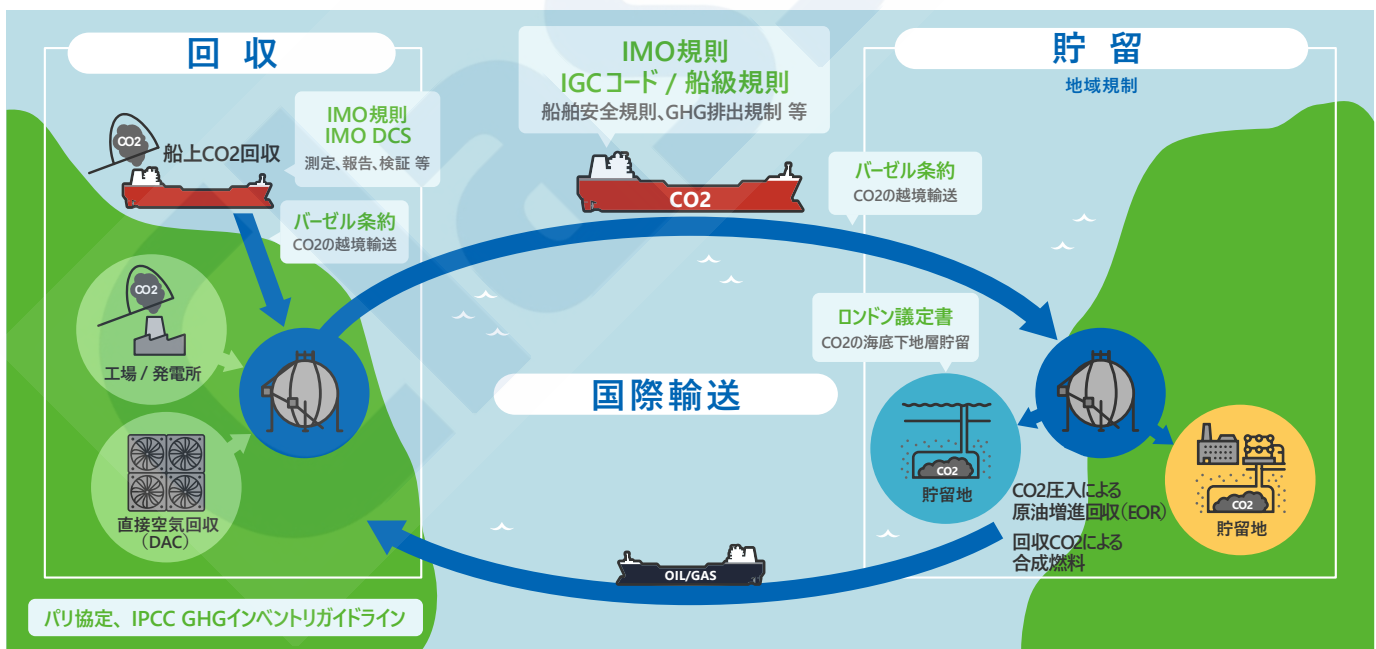 回 収
IMO規則
IMO DCS
測定、報告、検証 等
CO2
船上CO2回収
バーゼル条約
CO2の越境輸送
CO2
工場 / 発電所
直接空気回収
（DAC）
パリ協定、 IPCC GHGインベントリガイドライン
IMO規則
IGCコード / 船級規則
船舶安全規則、GHG排出規制 等
CO2
国際輸送
OIL/GAS
貯 留
地域規制
バーゼル条約
CO2の越境輸送
ロンドン議定書
CO2の海底下地層貯留
CO2
貯留地
CO2圧入による
原油増進回収（EOR）
回収CO2による
合成燃料
CO2
貯留地